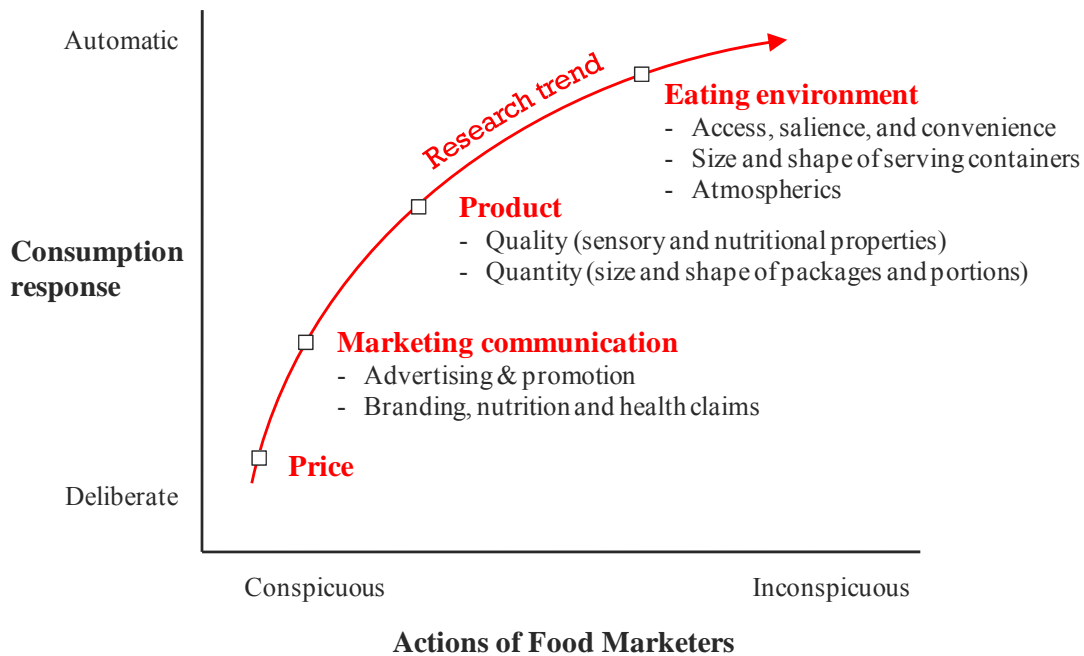 Automatic
Research trend
Eating environment
- Access, salience, and convenience
- Size and shape of serving containers
- Atmospherics
Product
- Quality (sensory and nutritional properties)
- Quantity (size and shape of packages and portions)
Consumption
response
Marketing communication
- Advertising & promotion
- Branding, nutrition and health claims
Price
Deliberate
Conspicuous
Inconspicuous
Actions of Food Marketers